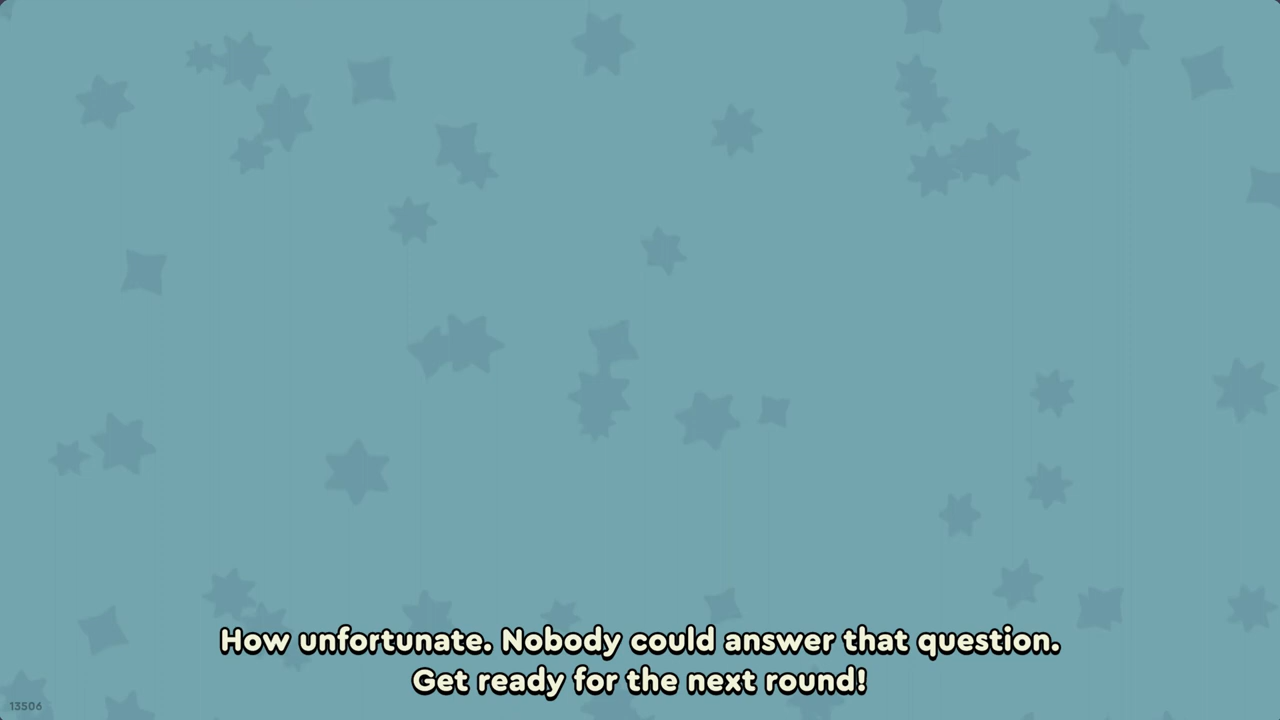 How unfortunate. Nobody could answer that question.
Get ready for the next round!
13506